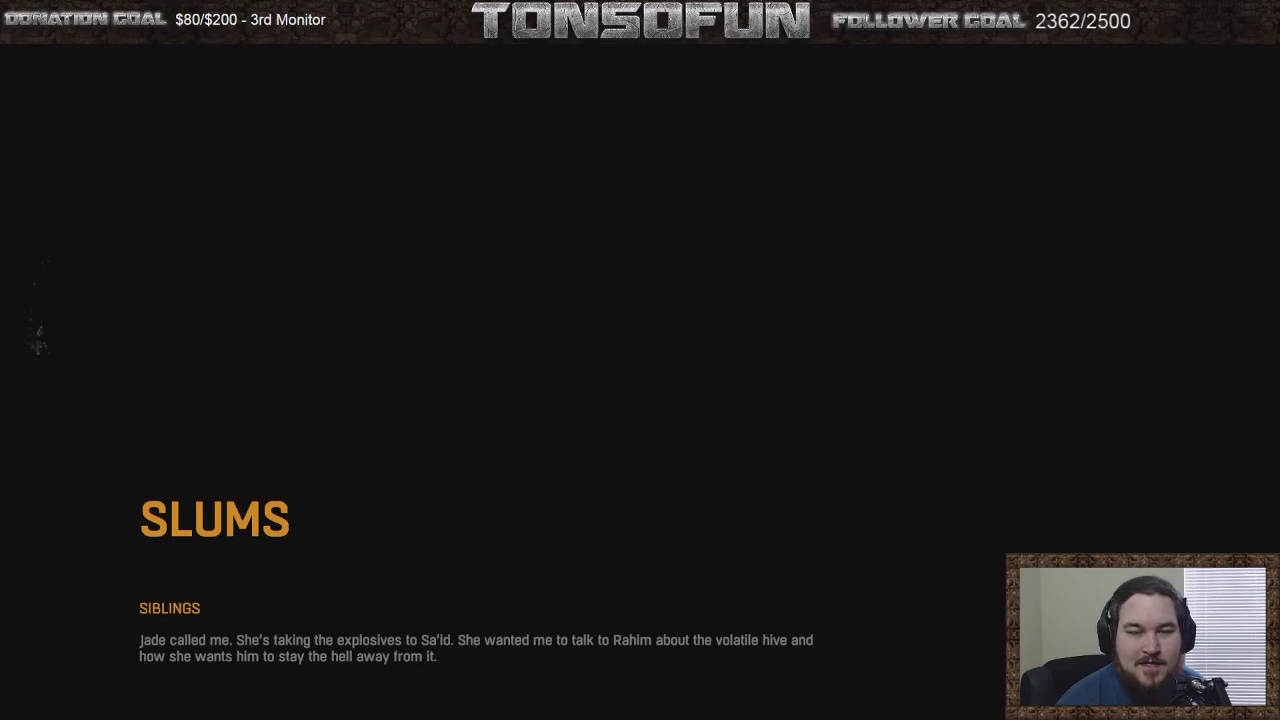 DONATION GOAL $80/$200 - 3rd Monitor TONSOFUN FOLLOWER GOAL 2362/2500
SLUMS
SIBLINGS
Jade called me. She's taking the explosives to Sa'id. She wanted me to talk to Rahim about the volatile hive and
how she wants him to stay the hell away from it.